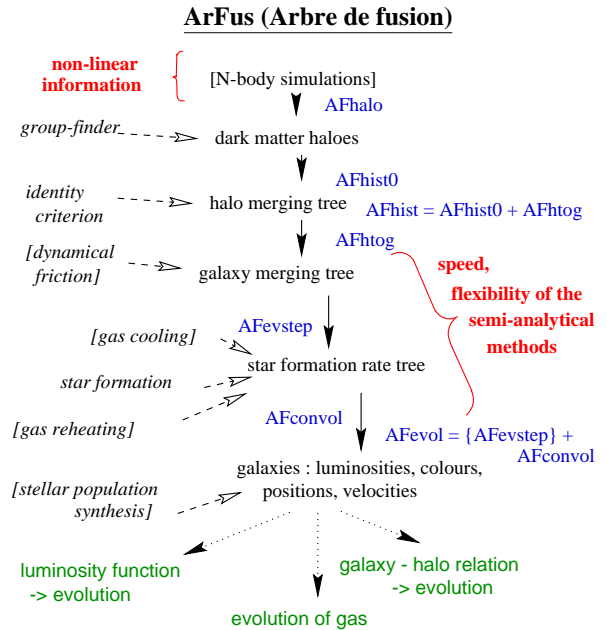 ArFus (Arbre de fusion)
non-linear
information
[N-body simulations]
AFhalo
group-finder
dark matter haloes
AFhist0
identity
criterion
halo merging tree
AFhist = AFhist0 + AFhtog
AFhtog
[dynamical
friction]
galaxy merging tree
speed,
flexibility of the
semi-analytical
methods
AFevstep
[gas cooling]
star formation rate tree
star formation
[gas reheating]
AFconvol
AFevol = {AFevstep} +
AFconvol
galaxies : luminosities, colours,
positions, velocities
[stellar population
synthesis]
luminosity function
-> evolution
galaxy - halo relation
-> evolution
evolution of gas